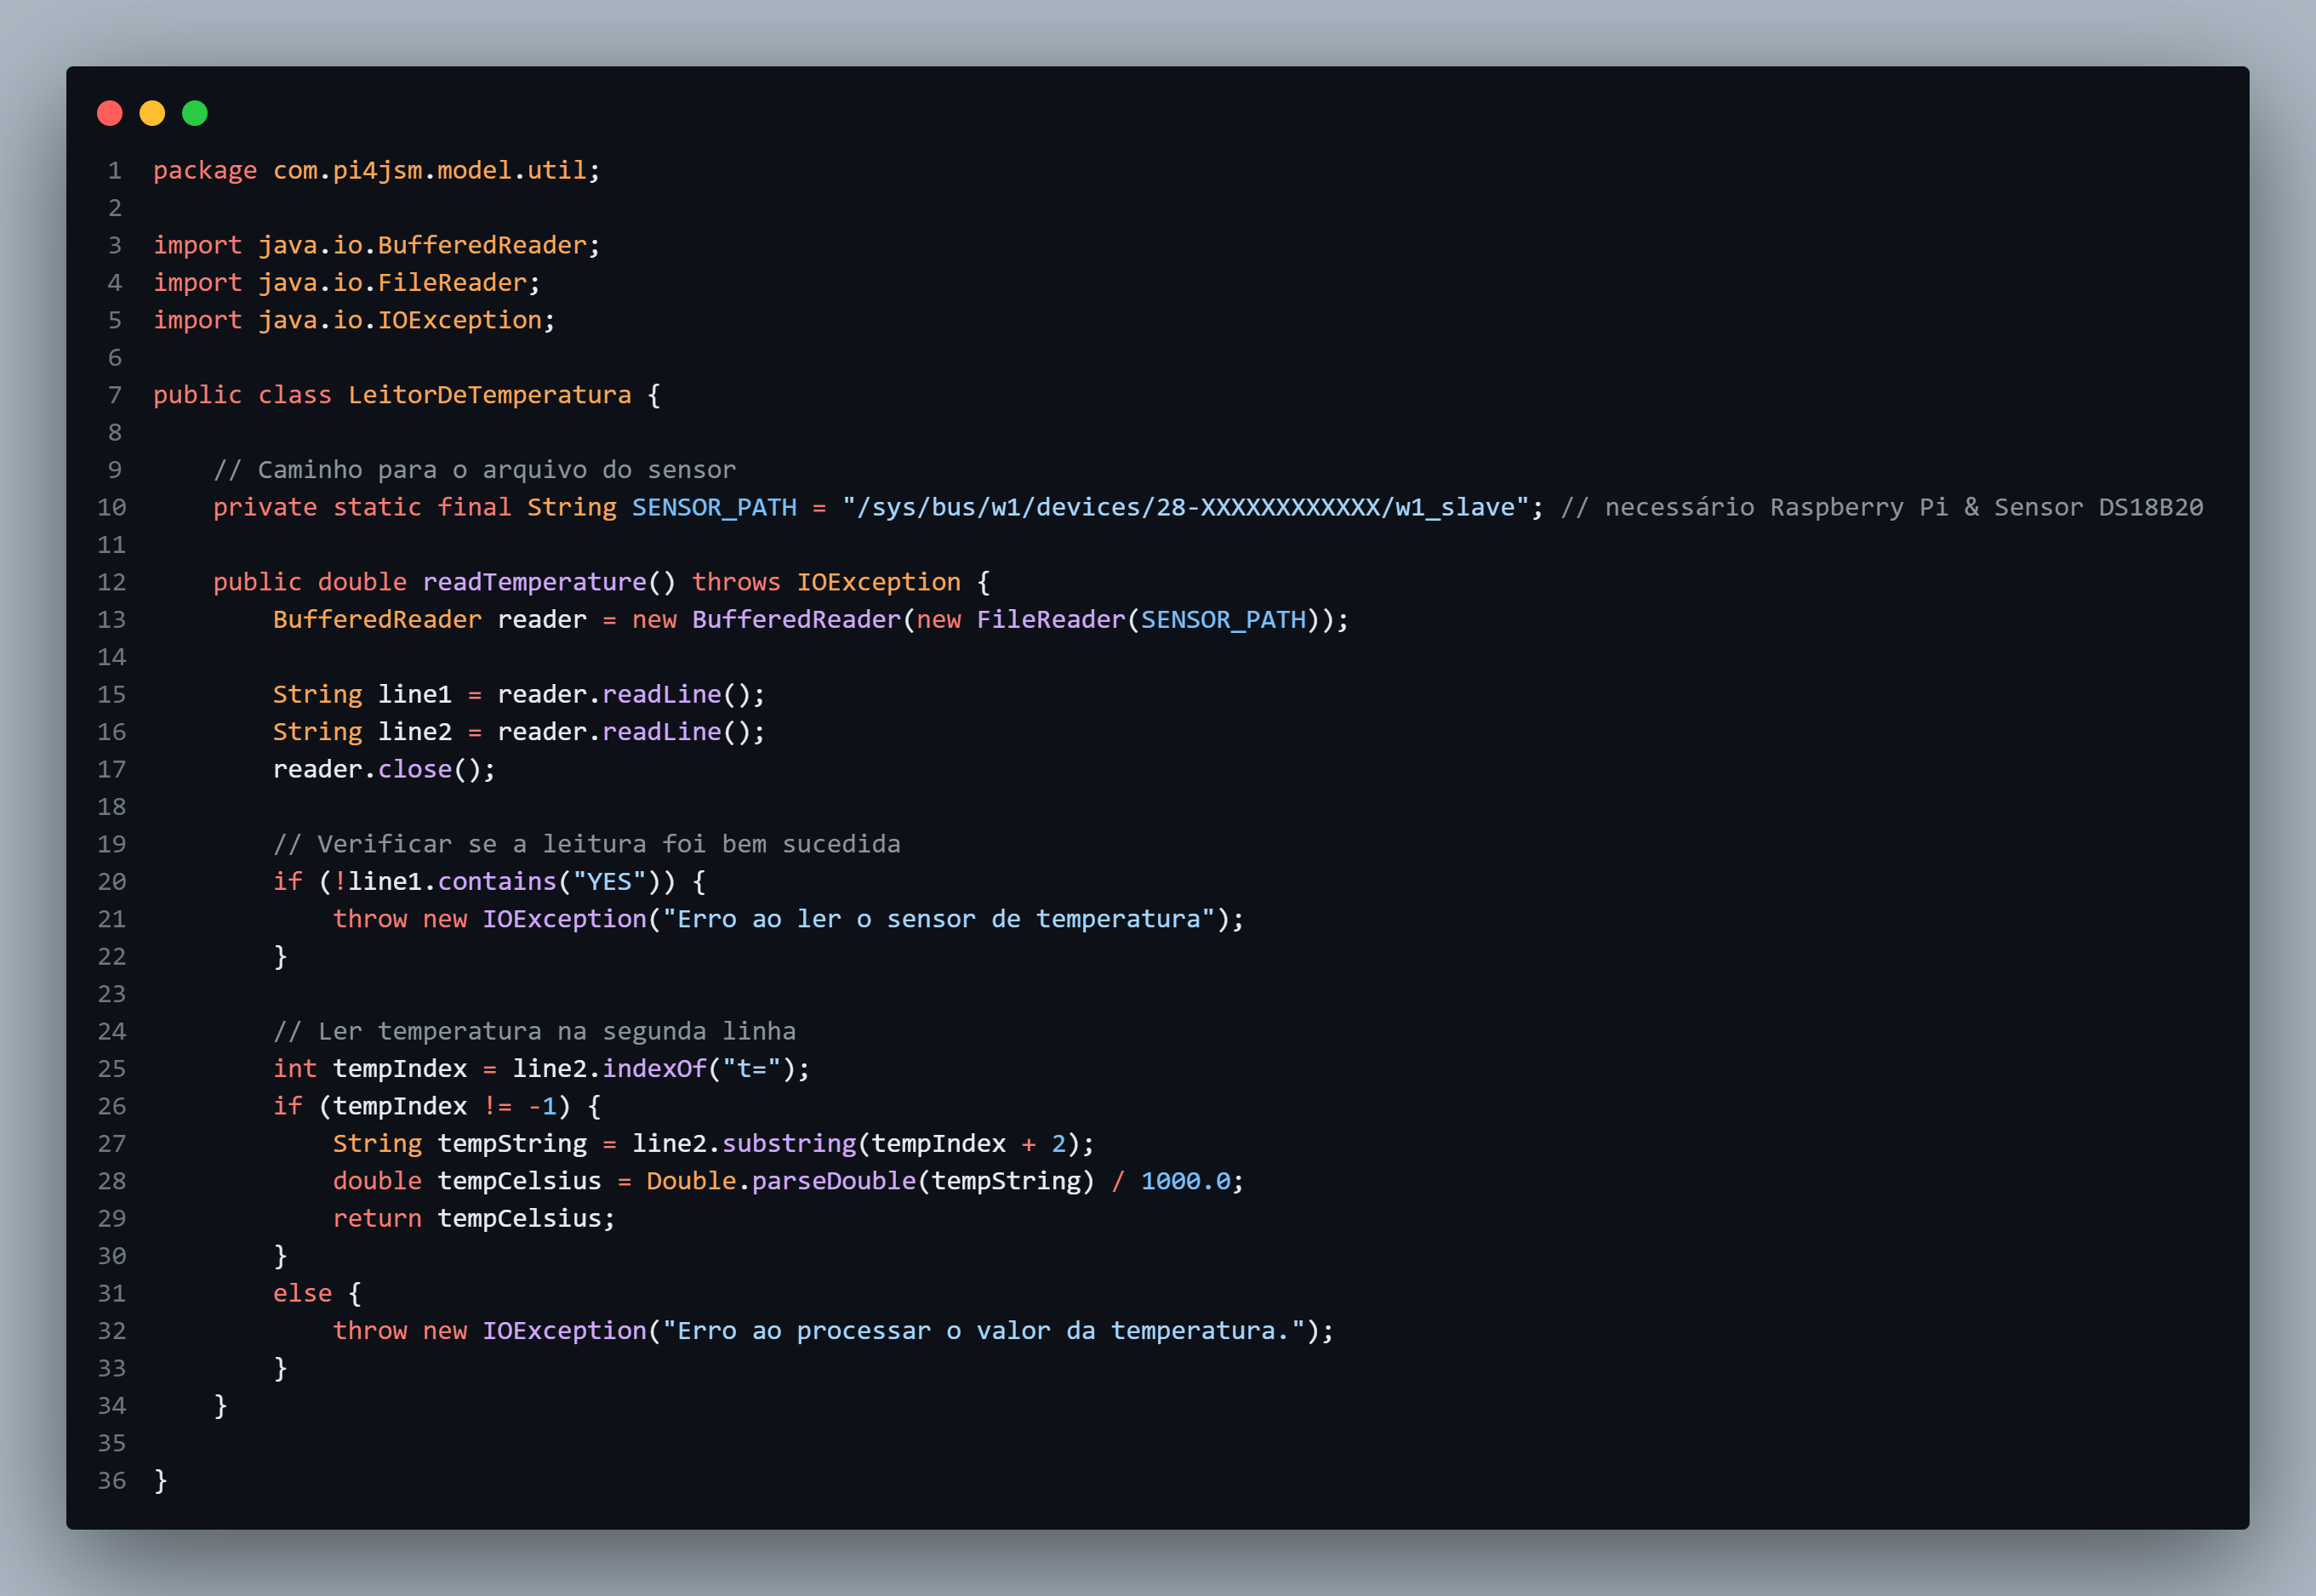 1 package com.pi4jsm.model.util;
2
3 import java.io.BufferedReader;
4 import java.io.FileReader;
5 import java.io.IOException;
6
7 public class LeitorDeTemperatura {
8
9     // Caminho para o arquivo do sensor
10     private static final String SENSOR_PATH = "/sys/bus/w1/devices/28-XXXXXXXXXXXX/w1_slave"; // necessário Raspberry Pi & Sensor DS18B20
11
12     public double readTemperature() throws IOException {
13         BufferedReader reader = new BufferedReader(new FileReader(SENSOR_PATH));
14
15         String line1 = reader.readLine();
16         String line2 = reader.readLine();
17         reader.close();
18
19         // Verificar se a leitura foi bem sucedida
20         if (!line1.contains("YES")) {
21             throw new IOException("Erro ao ler o sensor de temperatura");
22         }
23
24         // Ler temperatura na segunda linha
25         int tempIndex = line2.indexOf("t=");
26         if (tempIndex != -1) {
27             String tempString = line2.substring(tempIndex + 2);
28             double tempCelsius = Double.parseDouble(tempString) / 1000.0;
29             return tempCelsius;
30         }
31         else {
32             throw new IOException("Erro ao processar o valor da temperatura.");
33         }
34     }
35
36 }